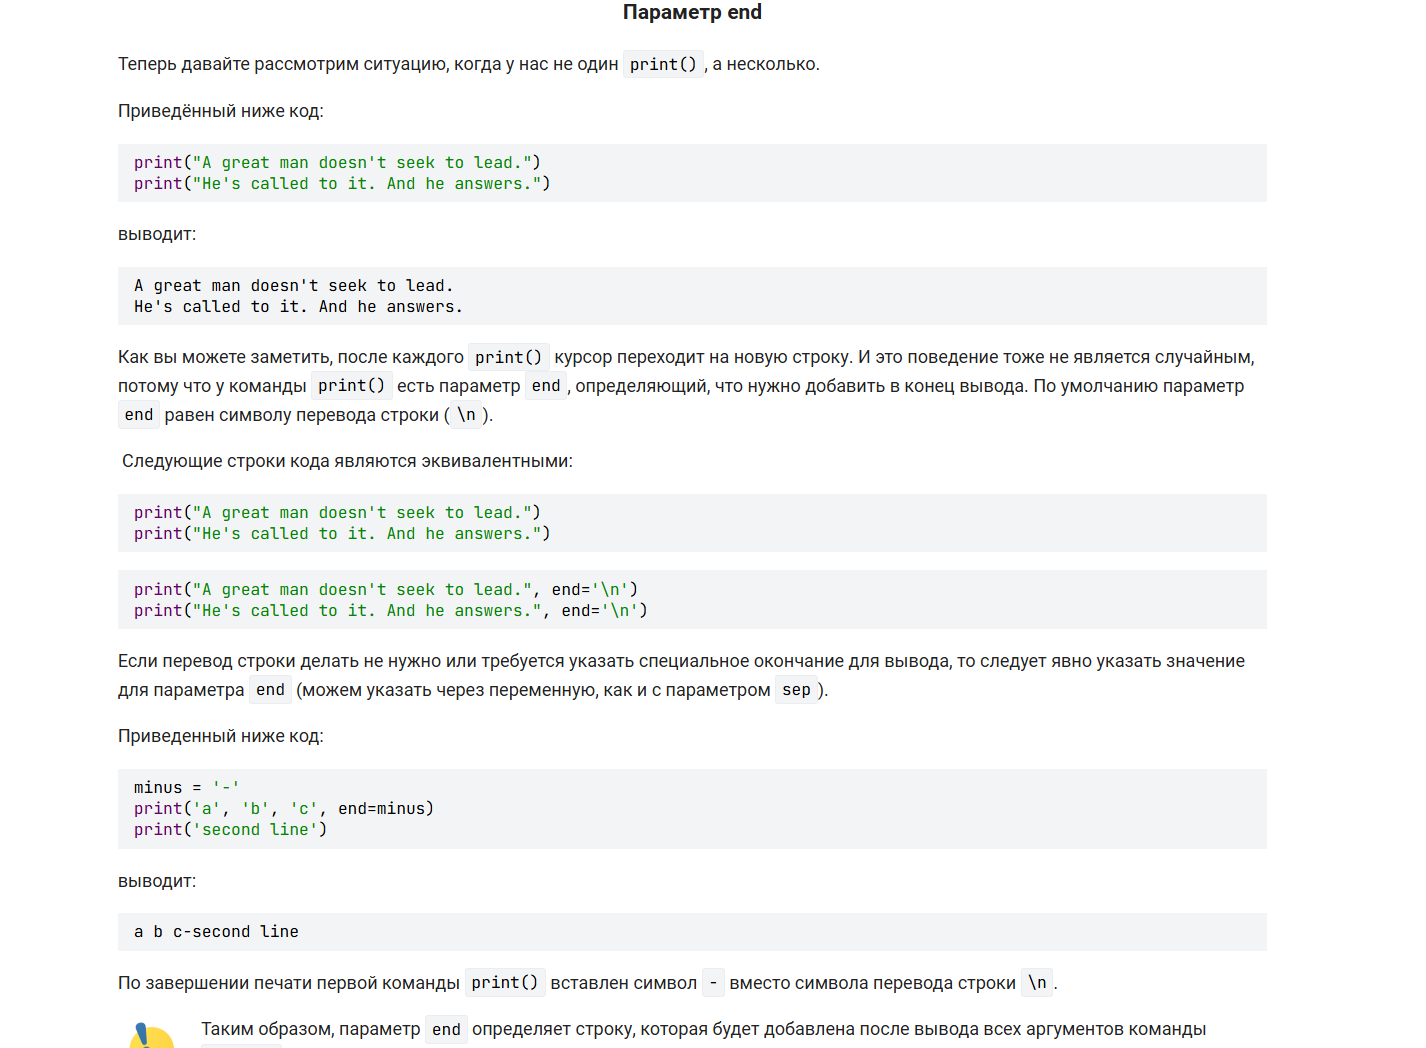 Параметр end
Теперь давайте рассмотрим ситуацию, когда у нас не один print(), а несколько.
Приведённый ниже код:
print("A great man doesn't seek to lead.")
print("He's called to it. And he answers.")
выводит:
A great man doesn't seek to lead.
He's called to it. And he answers.
Как вы можете заметить, после каждого print() курсор переходит на новую строку. И это поведение тоже не является случайным,
потому что у команды print() есть параметр end, определяющий, что нужно добавить в конец вывода. По умолчанию параметр
end равен символу перевода строки (\n).
Следующие строки кода являются эквивалентными:
print("A great man doesn't seek to lead.")
print("He's called to it. And he answers.")
print("A great man doesn't seek to lead.", end='\n')
print("He's called to it. And he answers.", end='\n')
Если перевод строки делать не нужно или требуется указать специальное окончание для вывода, то следует явно указать значение
для параметра end (можем указать через переменную, как и с параметром sep).
Приведенный ниже код:
minus = '-'
print('a', 'b', 'c', end=minus)
print('second line')
выводит:
a b c-second line
По завершении печати первой команды print() вставлен символ - вместо символа перевода строки \n.
Таким образом, параметр end определяет строку, которая будет добавлена после вывода всех аргументов команды